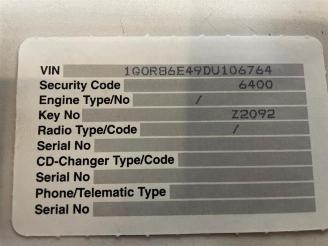 VIN 1G0R86E49DU106764
Security Code 6400
Engine Type/No /
Key No Z2092
Radio Type/Code /
Serial No
CD-Changer Type/Code
Serial No
Phone/Telematic Type
Serial No